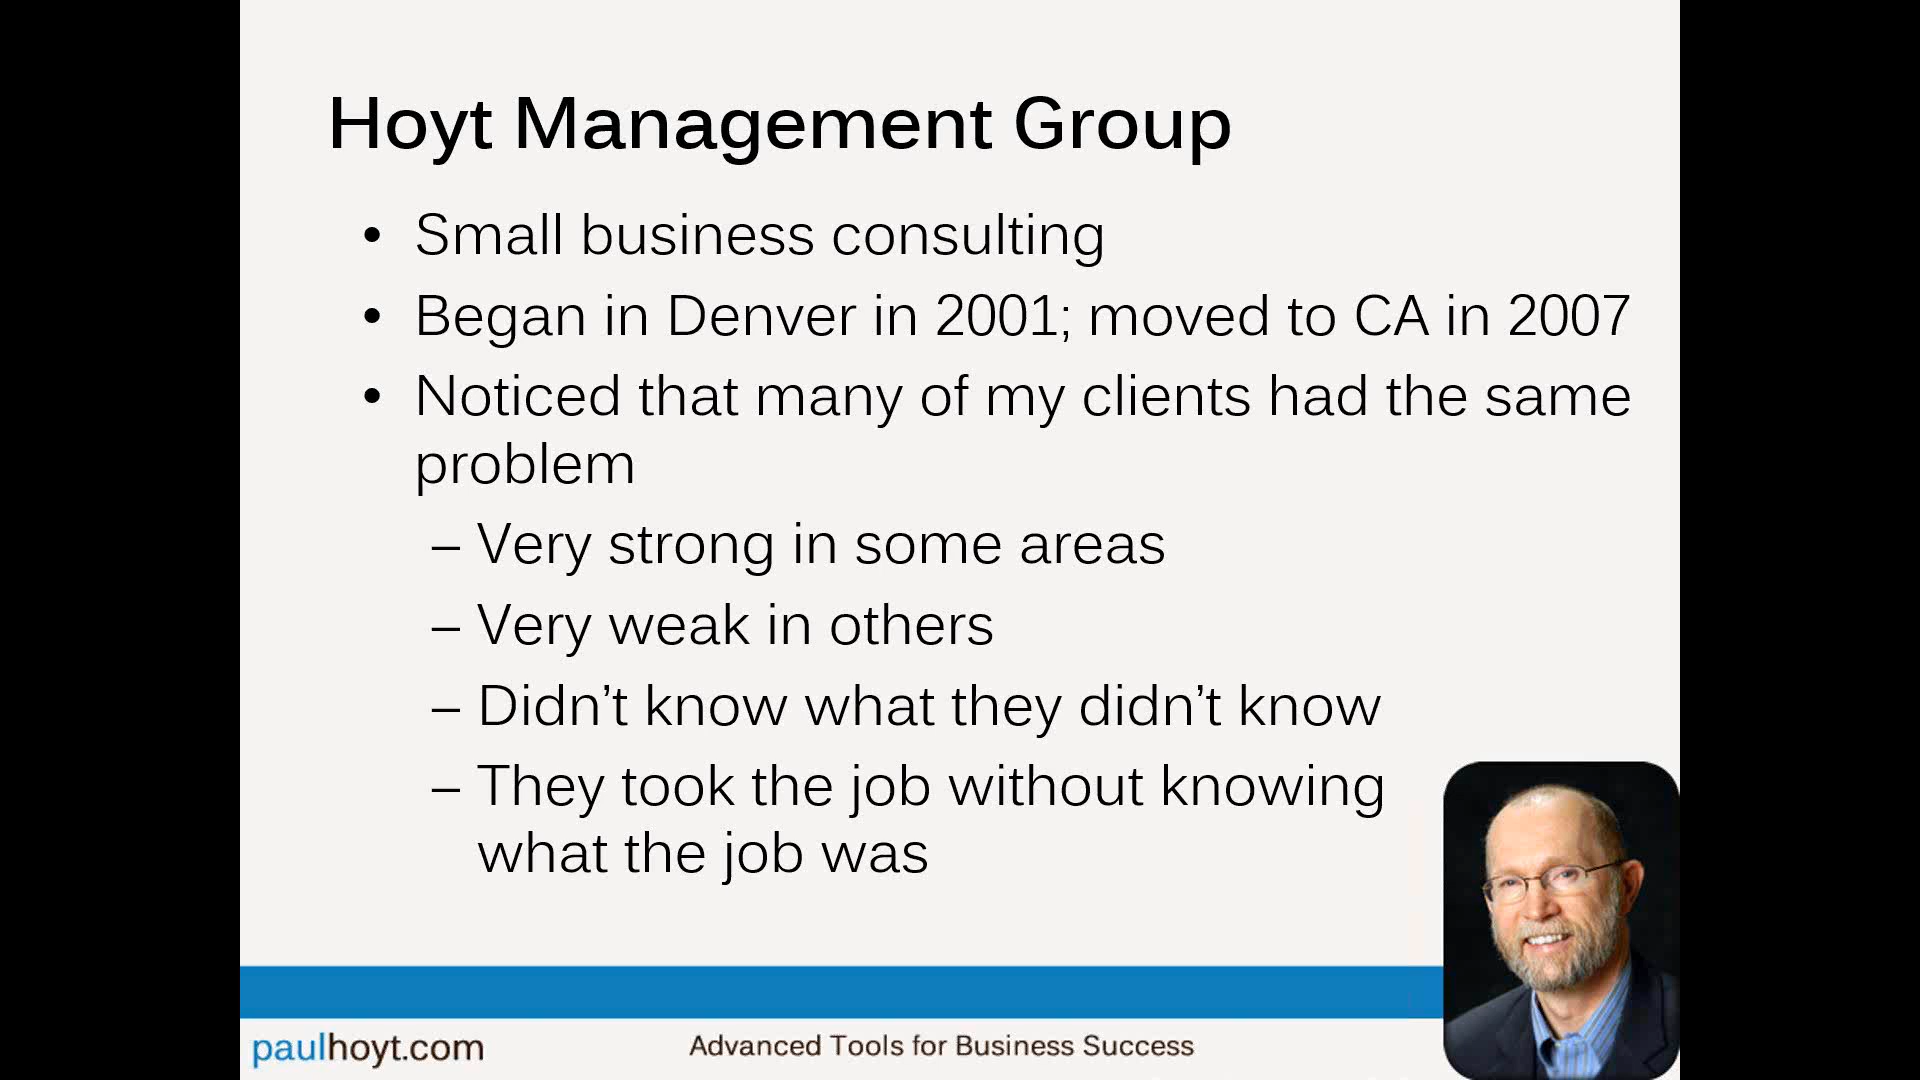 Hoyt Management Group
• Small business consulting
• Began in Denver in 2001; moved to CA in 2007
• Noticed that many of my clients had the same
problem
– Very strong in some areas
– Very weak in others
– Didn’t know what they didn’t know
– They took the job without knowing
what the job was
paulhoyt.com
Advanced Tools for Business Success